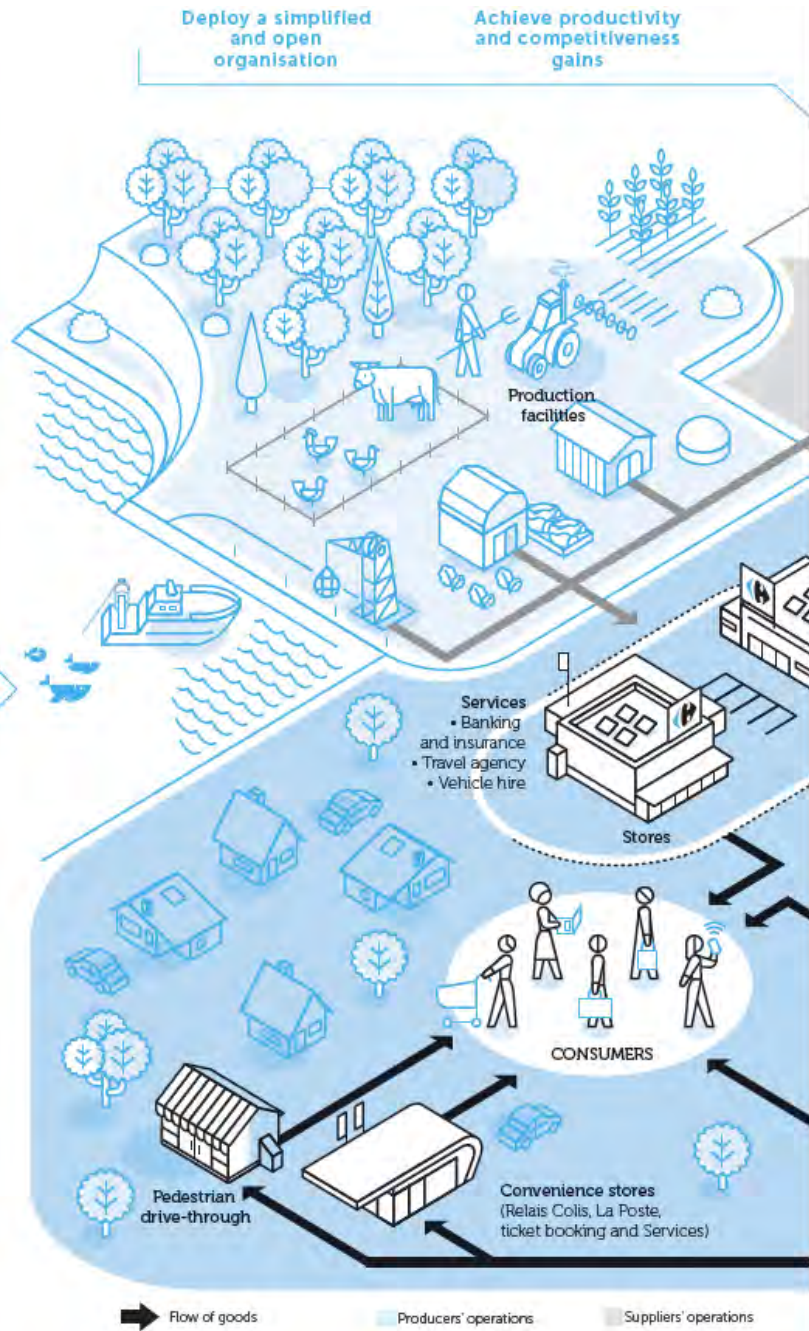 Deploy a simplified
and open
organisation
Achieve productivity
and competitiveness
gains
Production
facilities
Services
• Banking
and insurance
• Travel agency
• Vehicle hire
Stores
CONSUMERS
Pedestrian
drive-through
Convenience stores
(Relais Colis, La Poste,
ticket booking and Services)
Flow of goods
Producers' operations
Suppliers' operations